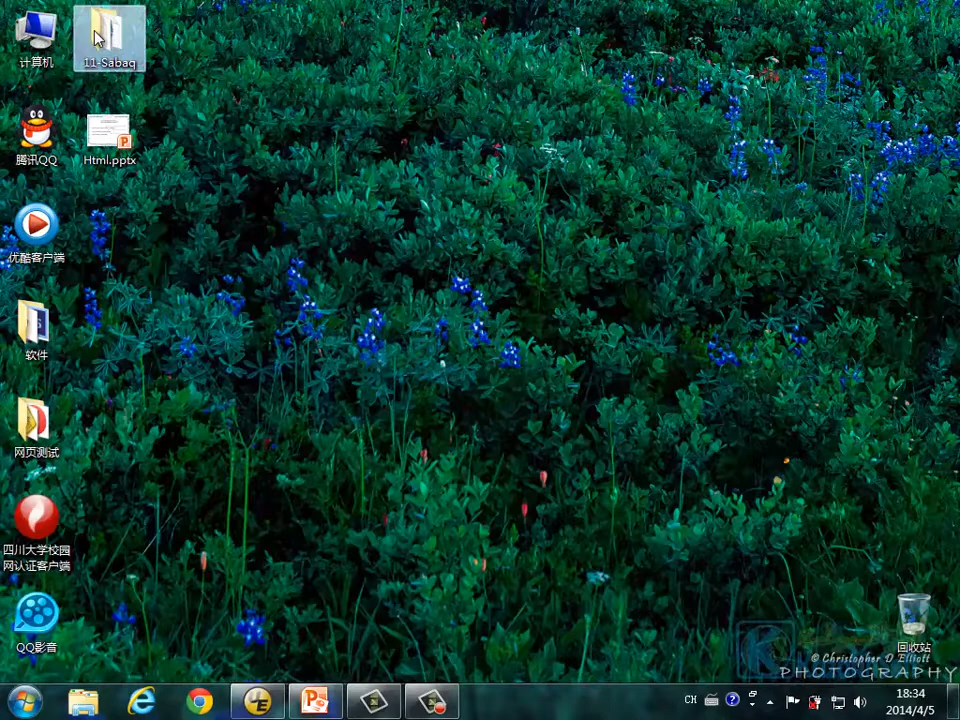 计算机
11-Sabaq
腾讯QQ
Html.pptx
优酷客户端
软件
网页测试
四川大学校园
网认证客户端
QQ影音
回收站
© Christopher D Elliott
PHOTOGRAPHY
CH
18:34
2014/4/5